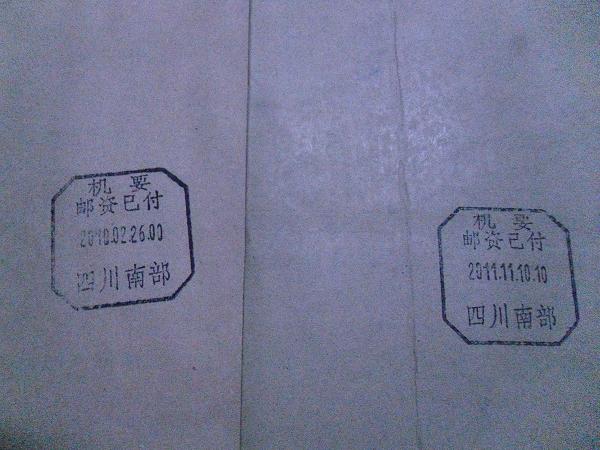 机 要
邮资已付
2010.02.26.00
四川南部
机 要
邮资已付
2011.11.10.10
四川南部